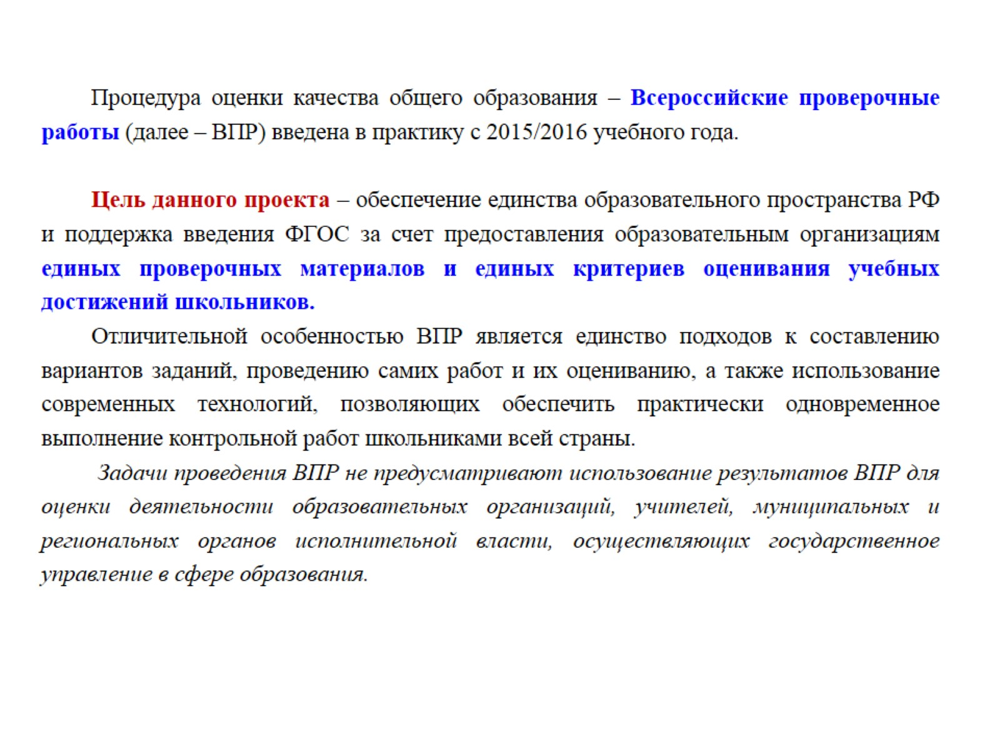 Процедура оценки качества общего образования – Всероссийские проверочные
работы (далее – ВПР) введена в практику с 2015/2016 учебного года.
Цель данного проекта – обеспечение единства образовательного пространства РФ
и поддержка введения ФГОС за счет предоставления образовательным организациям
единых проверочных материалов и единых критериев оценивания учебных
достижений школьников.
Отличительной особенностью ВПР является единство подходов к составлению
вариантов заданий, проведению самих работ и их оцениванию, а также использование
современных технологий, позволяющих обеспечить практически одновременное
выполнение контрольной работ школьниками всей страны.
Задачи проведения ВПР не предусматривают использование результатов ВПР для
оценки деятельности образовательных организаций, учителей, муниципальных и
региональных органов исполнительной власти, осуществляющих государственное
управление в сфере образования.